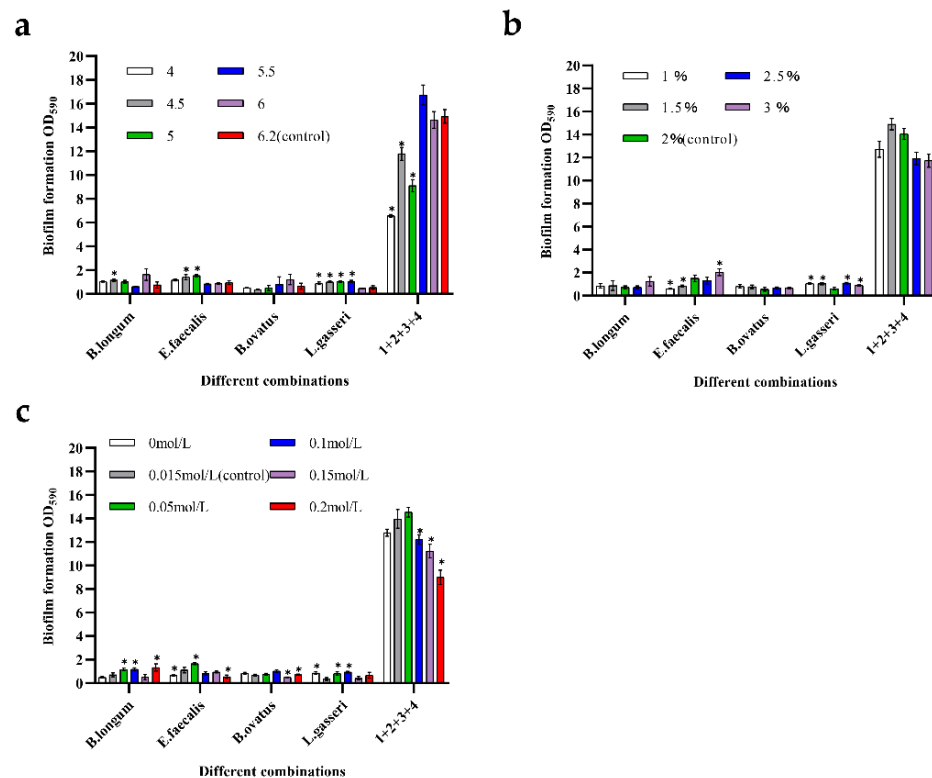 a
Biofilm formation OD590
20
18
16
14
12
10
8
6
4
2
0
4
4.5
5
5.5
6
6.2(control)
* * * * * * * * * * *
B.longum
E.faecalis
B.ovatus
L.gasseri
1+2+3+4
Different combinations
b
Biofilm formation OD590
20
18
16
14
12
10
8
6
4
2
0
1 %
1.5%
2%(control)
2.5%
3 %
* * * * * * *
B.longum
E.faecalis
B.ovatus
L.gasseri
1+2+3+4
Different combinations
c
Biofilm formation OD590
20
18
16
14
12
10
8
6
4
2
0
0mol/L
0.015mol/L(control)
0.05mol/L
0.1mol/L
0.15mol/L
0.2mol/L
* * * * * * * * * * * * * *
B.longum
E.faecalis
B.ovatus
L.gasseri
1+2+3+4
Different combinations